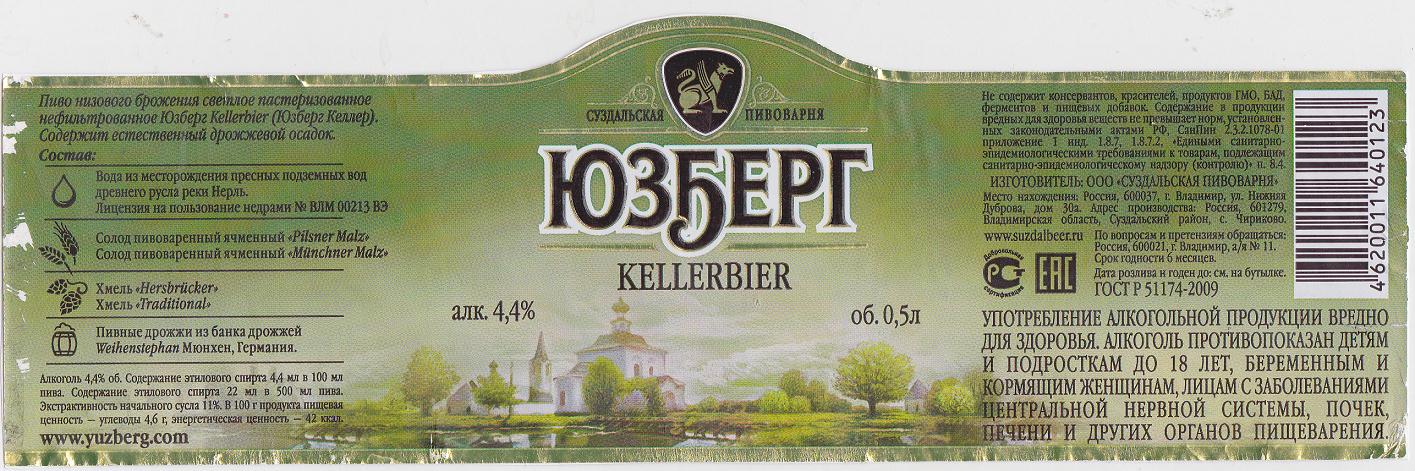 Пиво низового брожения светлое пастеризованное
нефильтрованное Юзберг Kellerbier (Юзберг Келлер).
Содержит естественный дрожжевой осадок.
Состав:
Вода из месторождения пресных подземных вод
древнего русла реки Нерль.
Лицензия на пользование недрами № ВЛМ 00213 ВЭ
Солод пивоваренный ячменный «Pilsner Malz»
Солод пивоваренный ячменный «Münchner Malz»
Хмель «Hersbrücker»
Хмель «Traditional»
Пивные дрожжи из банка дрожжей
Weihenstephan Мюнхен, Германия.
Алкоголь 4,4% об. Содержание этилового спирта 4,4 мл в 100 мл
пива. Содержание этилового спирта 22 мл в 500 мл пива.
Экстрактивность начального сусла 11%. В 100 г продукта пищевая
ценность – углеводы 4,6 г, энергетическая ценность – 42 ккал.
www.yuzberg.com
СУЗДАЛЬСКАЯ ПИВОВАРНЯ
ЮЗБЕРГ
KELLERBIER
алк. 4,4%
об. 0,5л
Не содержит консервантов, красителей, продуктов ГМО, БАД,
ферментов и пищевых добавок. Содержание в продукции
вредных для здоровья веществ не превышает норм, установлен-
ных законодательными актами РФ, СанПин 2.3.2.1078-01
приложение 1 инд. 1.8.7, 1.8.7.2, «Едиными санитарно-
эпидемиологическими требованиями к товарам, подлежащим
санитарно-эпидемиологическому надзору (контролю)» п. 8.4.
ИЗГОТОВИТЕЛЬ: ООО «СУЗДАЛЬСКАЯ ПИВОВАРНЯ»
Место нахождения: Россия, 600037, г. Владимир, ул. Нижняя
Дуброва, дом 30а. Адрес производства: Россия, 601279,
Владимирская область, Суздальский район, с. Чириково.
www.suzdalbeer.ru
По вопросам и претензиям обращаться:
Россия, 600021, г. Владимир, а/я № 11.
Срок годности 6 месяцев.
Добровольная
РСТ
сертификация
ЕАС
Дата розлива и годен до: см. на бутылке.
ГОСТ Р 51174-2009
4 620011 640123
УПОТРЕБЛЕНИЕ АЛКОГОЛЬНОЙ ПРОДУКЦИИ ВРЕДНО
ДЛЯ ЗДОРОВЬЯ. АЛКОГОЛЬ ПРОТИВОПОКАЗАН ДЕТЯМ
И ПОДРОСТКАМ ДО 18 ЛЕТ, БЕРЕМЕННЫМ И
КОРМЯЩИМ ЖЕНЩИНАМ, ЛИЦАМ С ЗАБОЛЕВАНИЯМИ
ЦЕНТРАЛЬНОЙ НЕРВНОЙ СИСТЕМЫ, ПОЧЕК,
ПЕЧЕНИ И ДРУГИХ ОРГАНОВ ПИЩЕВАРЕНИЯ.